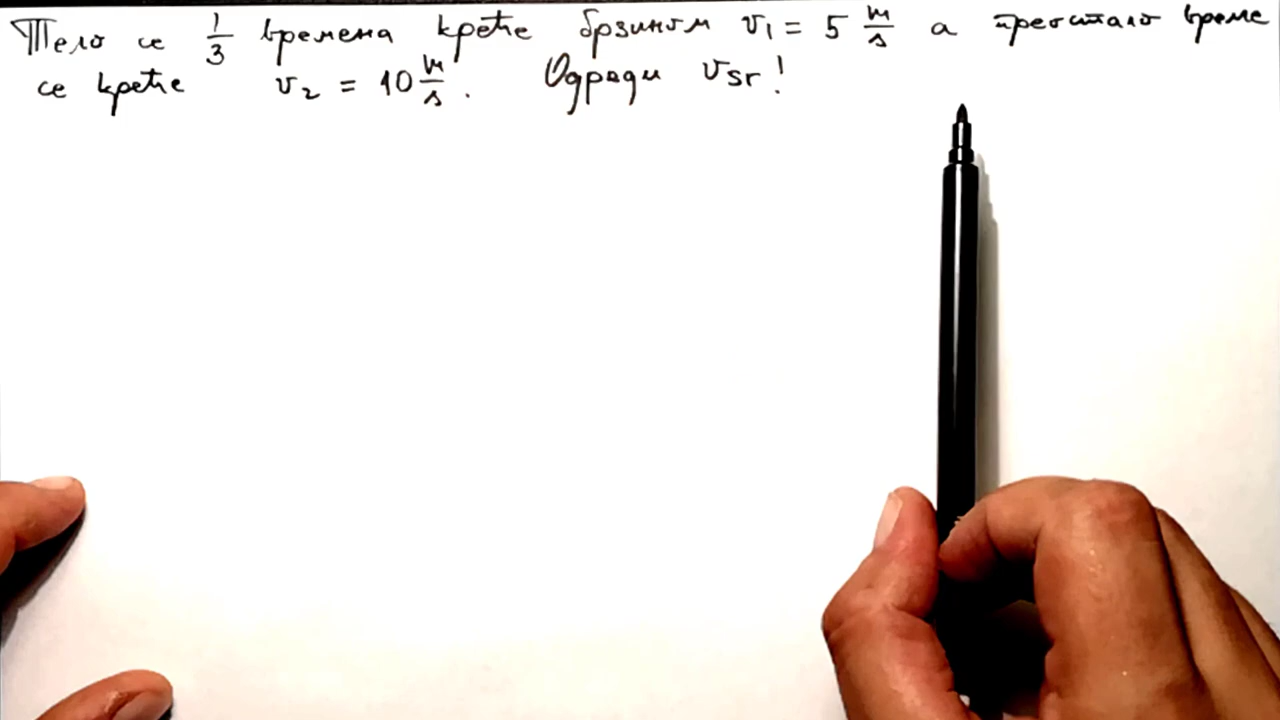 Тело се 1/3 времена креће брзином v₁ = 5 m/s а преостало време
се креће v₂ = 10 m/s. Одреди vsr!